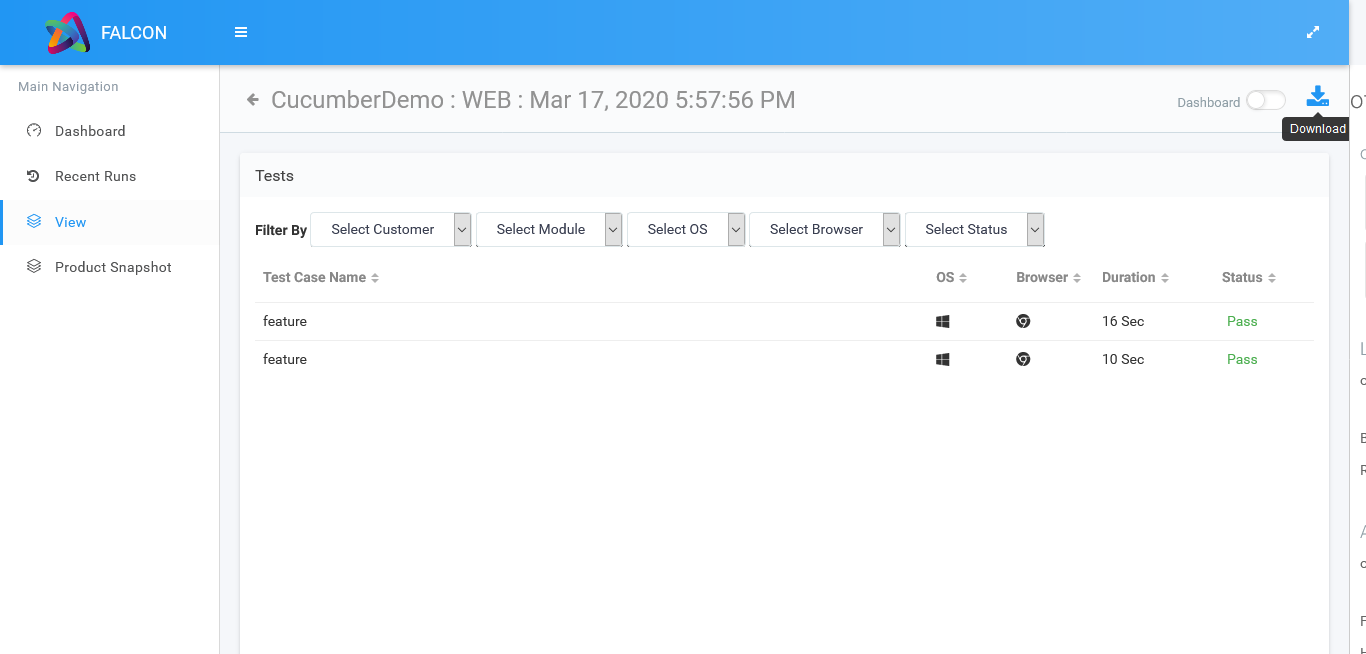 FALCON
Main Navigation
Dashboard
Recent Runs
View
Product Snapshot
CucumberDemo : WEB : Mar 17, 2020 5:57:56 PM
Dashboard
Download
Tests
Filter By Select Customer Select Module Select OS Select Browser Select Status
Test Case Name OS Browser Duration Status
feature 16 Sec Pass
feature 10 Sec Pass